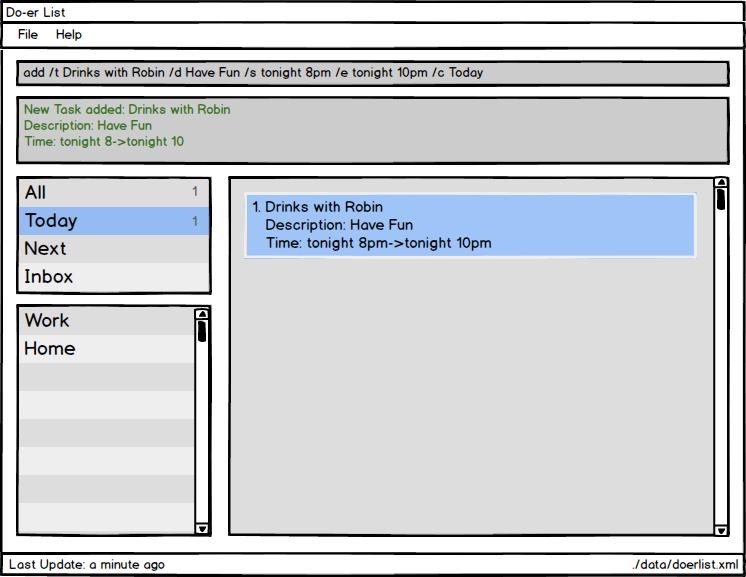 Do-er List
File Help
add /t Drinks with Robin /d Have Fun /s tonight 8pm /e tonight 10pm /c Today
New Task added: Drinks with Robin
Description: Have Fun
Time: tonight 8->tonight 10
All 1
Today 1
Next
Inbox
Work
Home
1. Drinks with Robin
Description: Have Fun
Time: tonight 8pm->tonight 10pm
Last Update: a minute ago
./data/doerlist.xml